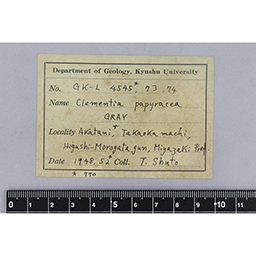 Department of Geology, Kyushu University
No. GK-L 4545*, 73, 74
Name Clementia papyracea
GRAY
Locality Akatani,* Takaoka machi,
Higashi-Morogata gun, Miyazaki Pref.
Date 1948, 52* Coll. T. Shuto
* 770
0 1 2 3 4 5 6 7 8 9 10 11